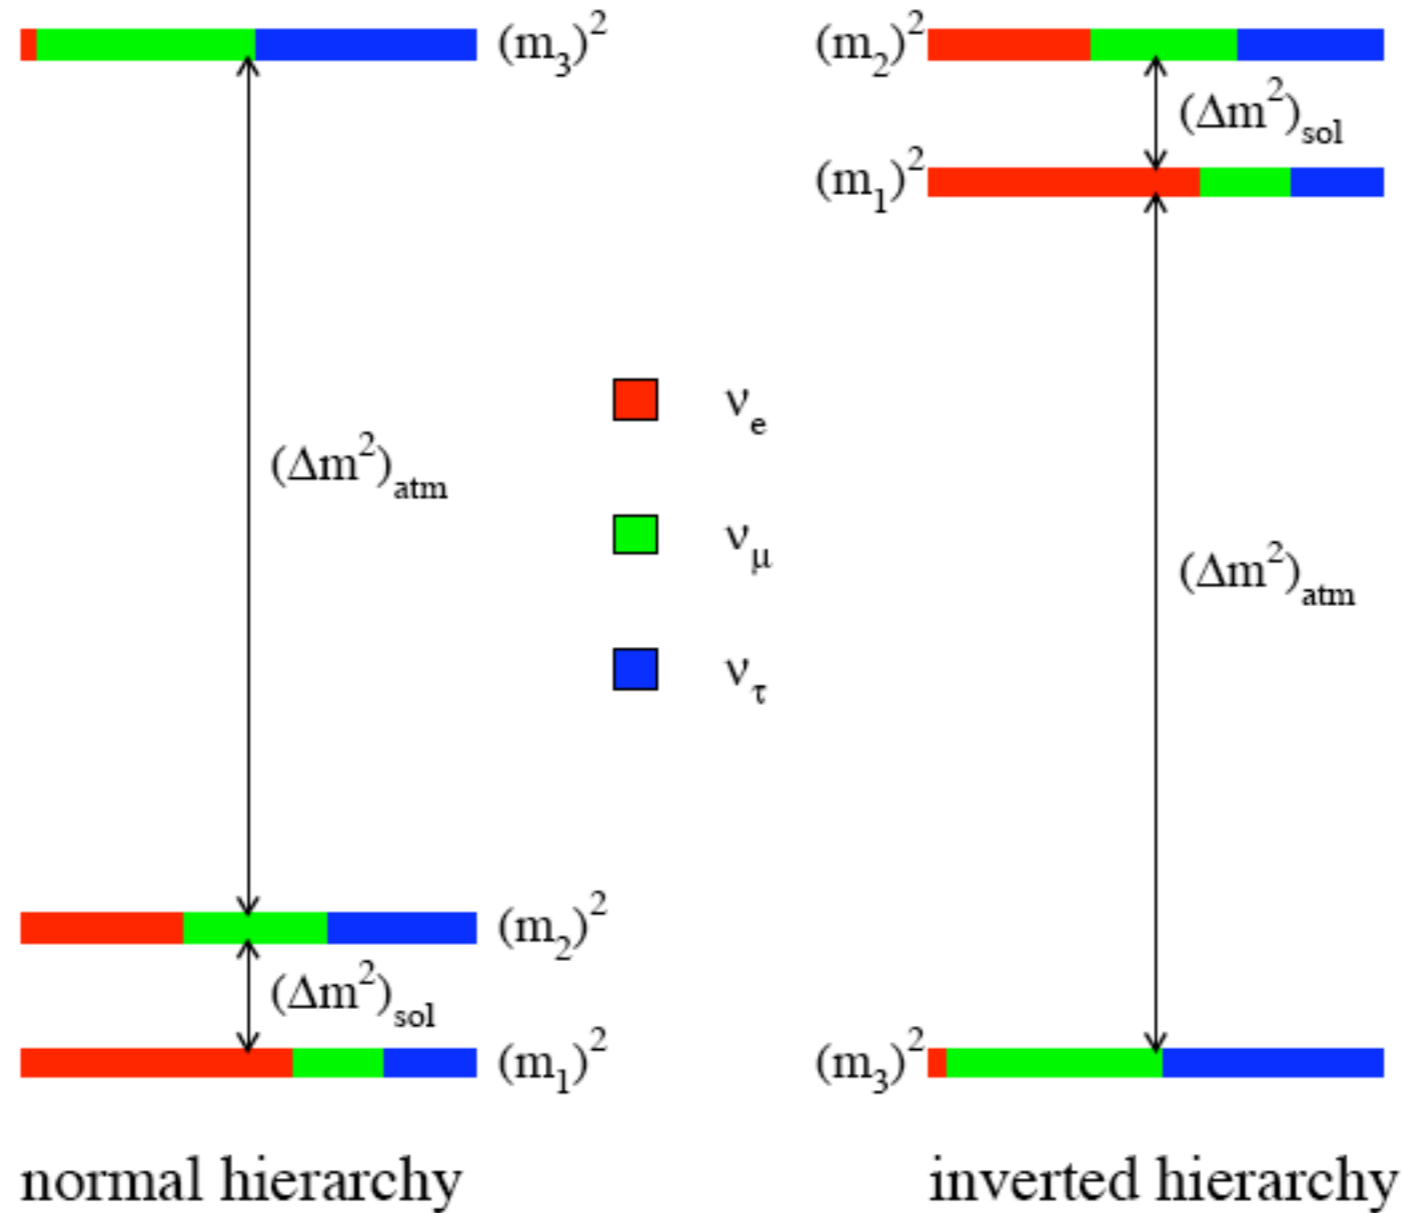 (m₃)²
(Δm²)atm
(m₂)²
(Δm²)sol
(m₁)²
normal hierarchy
νe
νμ
ντ
(m₂)²
(Δm²)sol
(m₁)²
(Δm²)atm
(m₃)²
inverted hierarchy